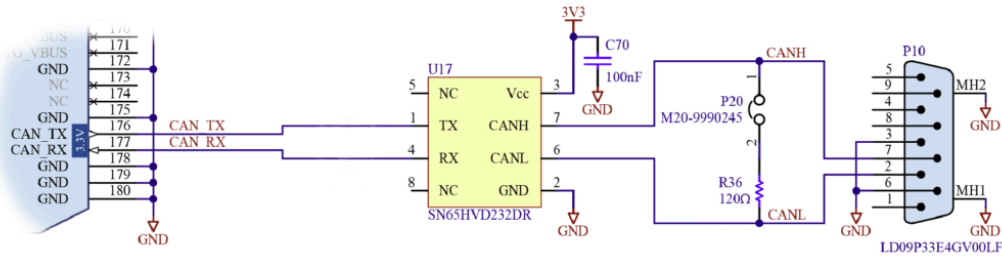 170
VBUS
171
G_VBUS
172
GND
173
NC
174
NC
175
GND
176
CAN_TX
177
CAN_RX
178
GND
179
GND
180
GND
3.3V
GND
CAN_TX
CAN_RX
U17
5 NC Vcc 3
1 TX CANH 7
4 RX CANL 6
8 NC GND 2
SN65HVD232DR
GND
3V3
C70
100nF
GND
CANH
1
P20
M20-9990245
2
R36
120Ω
CANL
P10
5
9
4
8
3
7
2
6
1
MH2
GND
MH1
GND
GND
LD09P33E4GV00LF